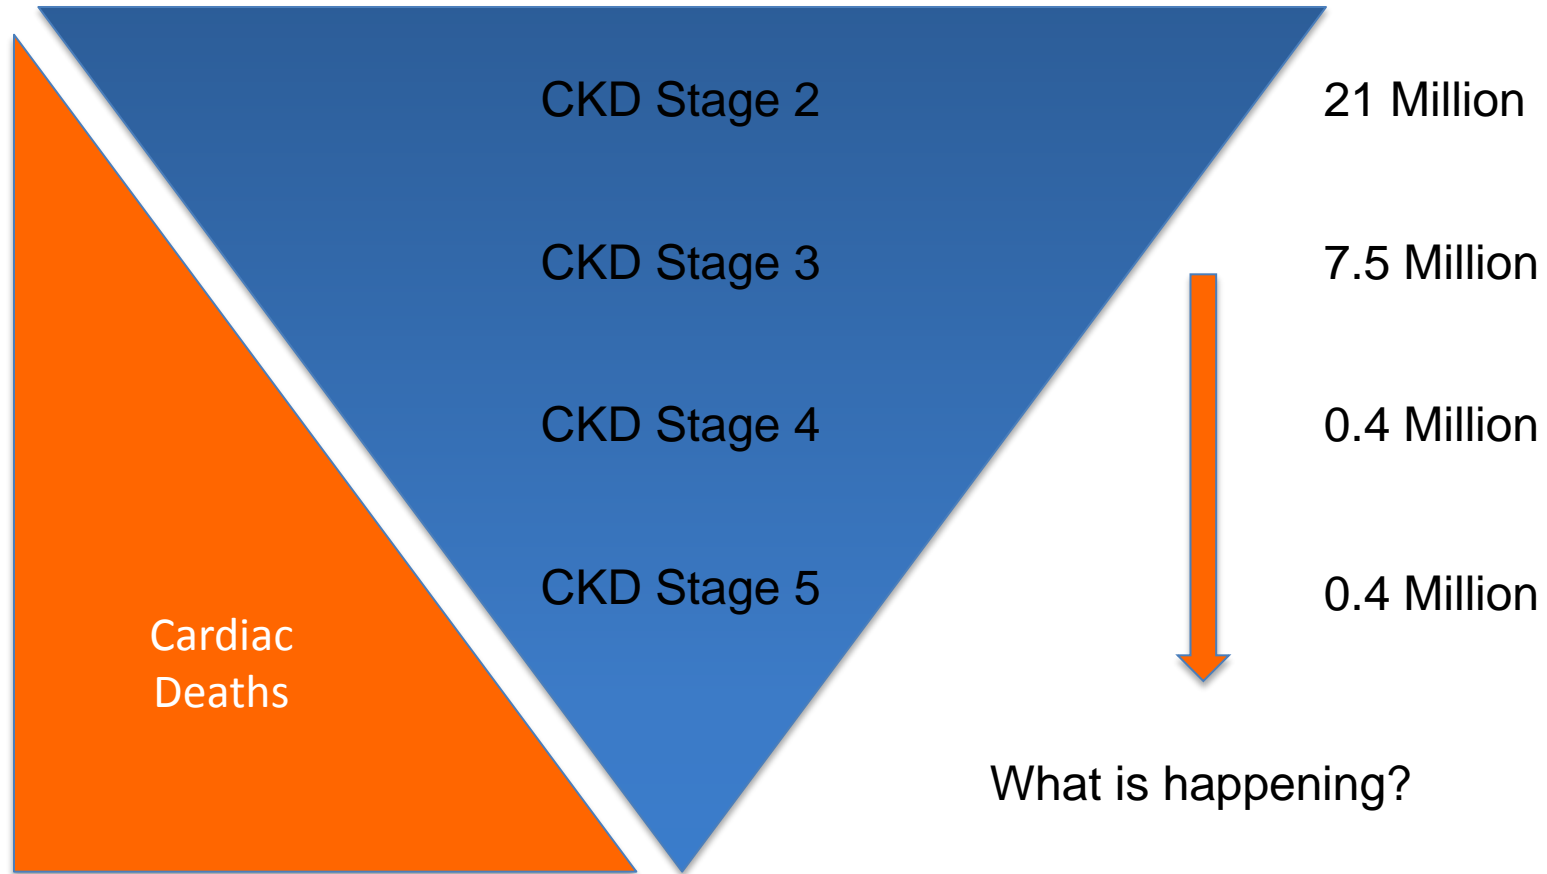 CKD Stage 2 21 Million
CKD Stage 3 7.5 Million
CKD Stage 4 0.4 Million
CKD Stage 5 0.4 Million
Cardiac
Deaths
What is happening?